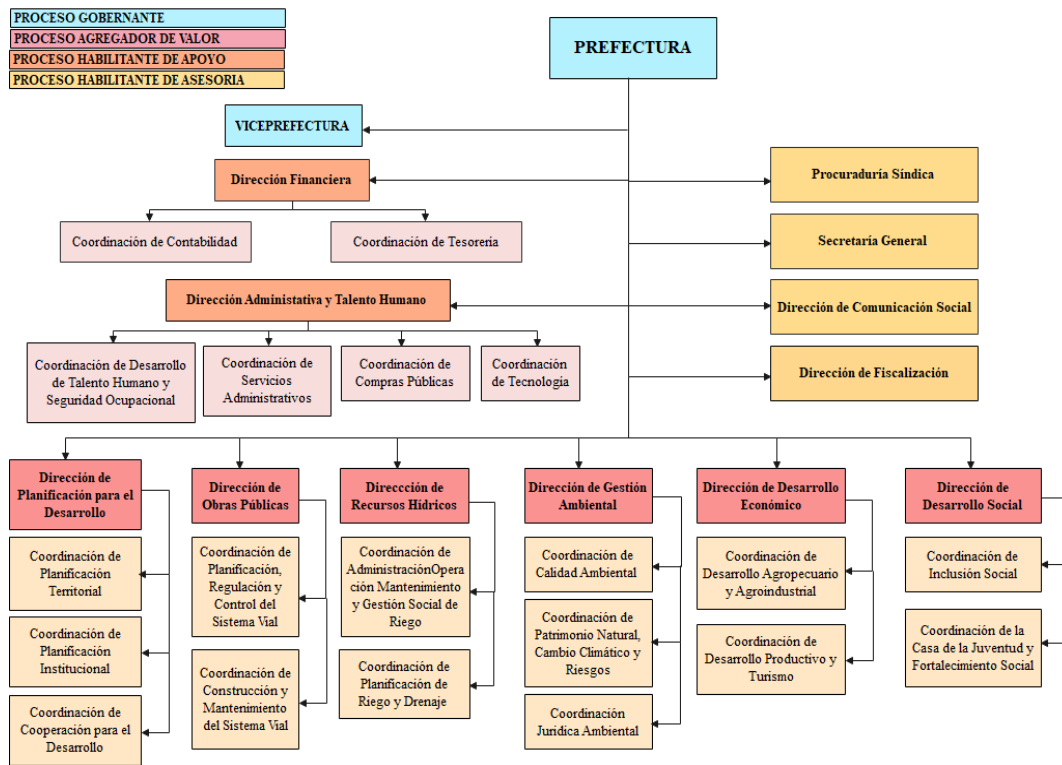 PROCESO GOBERNANTE
PROCESO AGREGADOR DE VALOR
PROCESO HABILITANTE DE APOYO
PROCESO HABILITANTE DE ASESORIA
PREFECTURA
VICEPREFECTURA
Dirección Financiera
Procuraduría Síndica
Coordinación de Contabilidad
Coordinación de Tesorería
Secretaría General
Dirección Administativa y Talento Humano
Dirección de Comunicación Social
Coordinación de Desarrollo
de Talento Humano y
Seguridad Ocupacional
Coordinación de
Servicios
Administrativos
Coordinación de
Compras Públicas
Coordinación
de Tecnología
Dirección de Fiscalización
Dirección de
Planificación para el
Desarrollo
Dirección de
Obras Públicas
Direccción de
Recursos Hídricos
Dirección de Gestión
Ambiental
Dirección de Desarrollo
Económico
Dirección de
Desarrollo Social
Coordinación de
Planificación
Territorial
Coordinación de
Planificación,
Regulación y
Control del
Sistema Vial
Coordinación de
AdministraciónOpe
ración Mantenimiento
y Gestión Social de
Riego
Coordinación de
Calidad Ambiental
Coordinación de
Desarrollo Agropecuario
y Agroindustrial
Coordinación de
Inclusión Social
Coordinación de
Planificación
Institucional
Coordinación de
Construcción y
Mantenimiento
del Sistema Vial
Coordinación de
Planificación de
Riego y Drenaje
Coordinación de
Patrimonio Natural,
Cambio Climático y
Riesgos
Coordinación de
Desarrollo Productivo y
Turismo
Coordinación de la
Casa de la Juventud y
Fortalecimiento Social
Coordinación de
Cooperación para el
Desarrollo
Coordinación
Jurídica Ambiental